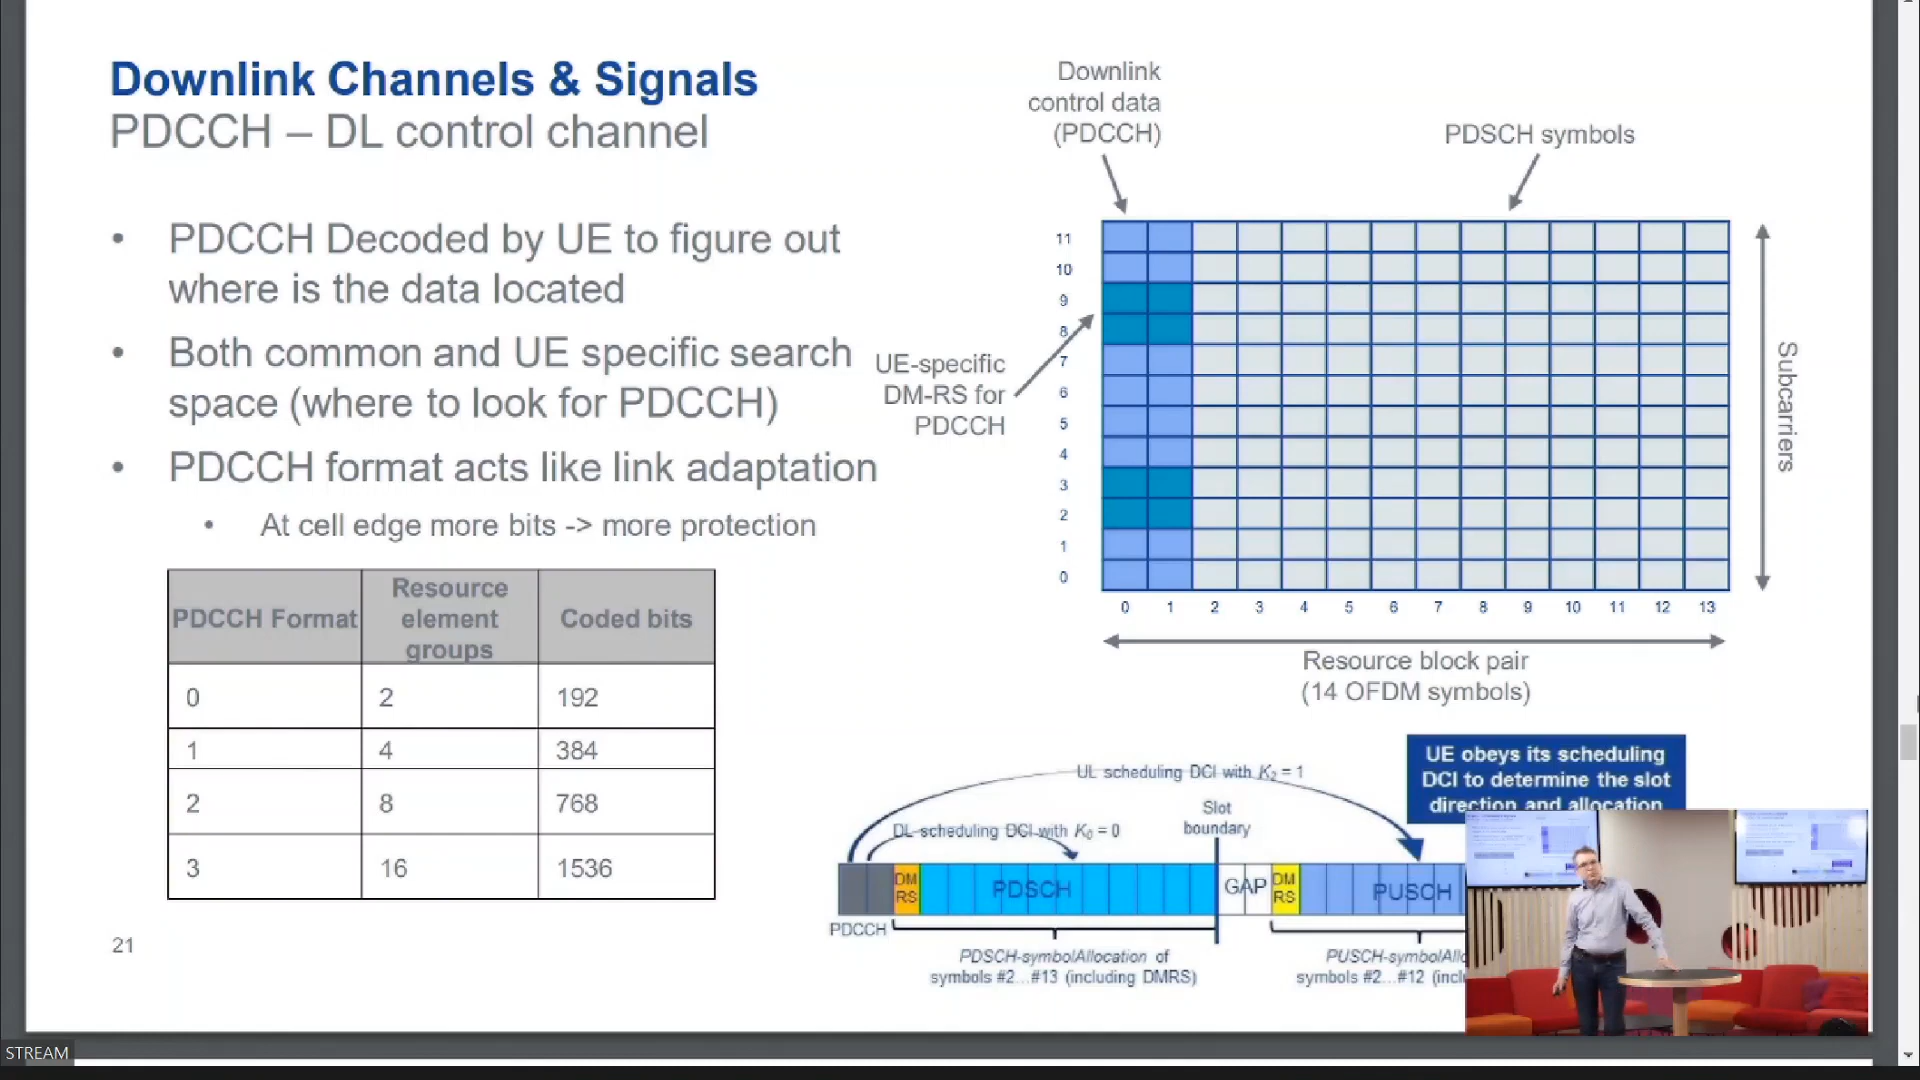 Downlink Channels & Signals
PDCCH – DL control channel
• PDCCH Decoded by UE to figure out
where is the data located
• Both common and UE specific search
space (where to look for PDCCH)
• PDCCH format acts like link adaptation
• At cell edge more bits -> more protection
PDCCH Format Resource element groups Coded bits
0 2 192
1 4 384
2 8 768
3 16 1536
21
Downlink
control data
(PDCCH)
PDSCH symbols
UE-specific
DM-RS for
PDCCH
11
10
9
8
7
6
5
4
3
2
1
0
0 1 2 3 4 5 6 7 8 9 10 11 12 13
Subcarriers
Resource block pair
(14 OFDM symbols)
UE obeys its scheduling
DCI to determine the slot
direction and allocation
UL scheduling DCI with K2 = 1
DL scheduling DCI with K0 = 0
Slot
boundary
DM
RS
PDSCH
GAP
DM
RS
PUSCH
PDCCH
PDSCH-symbolAllocation of
symbols #2...#13 (including DMRS)
PUSCH-symbolAllo
symbols #2...#12 (incl
STREAM